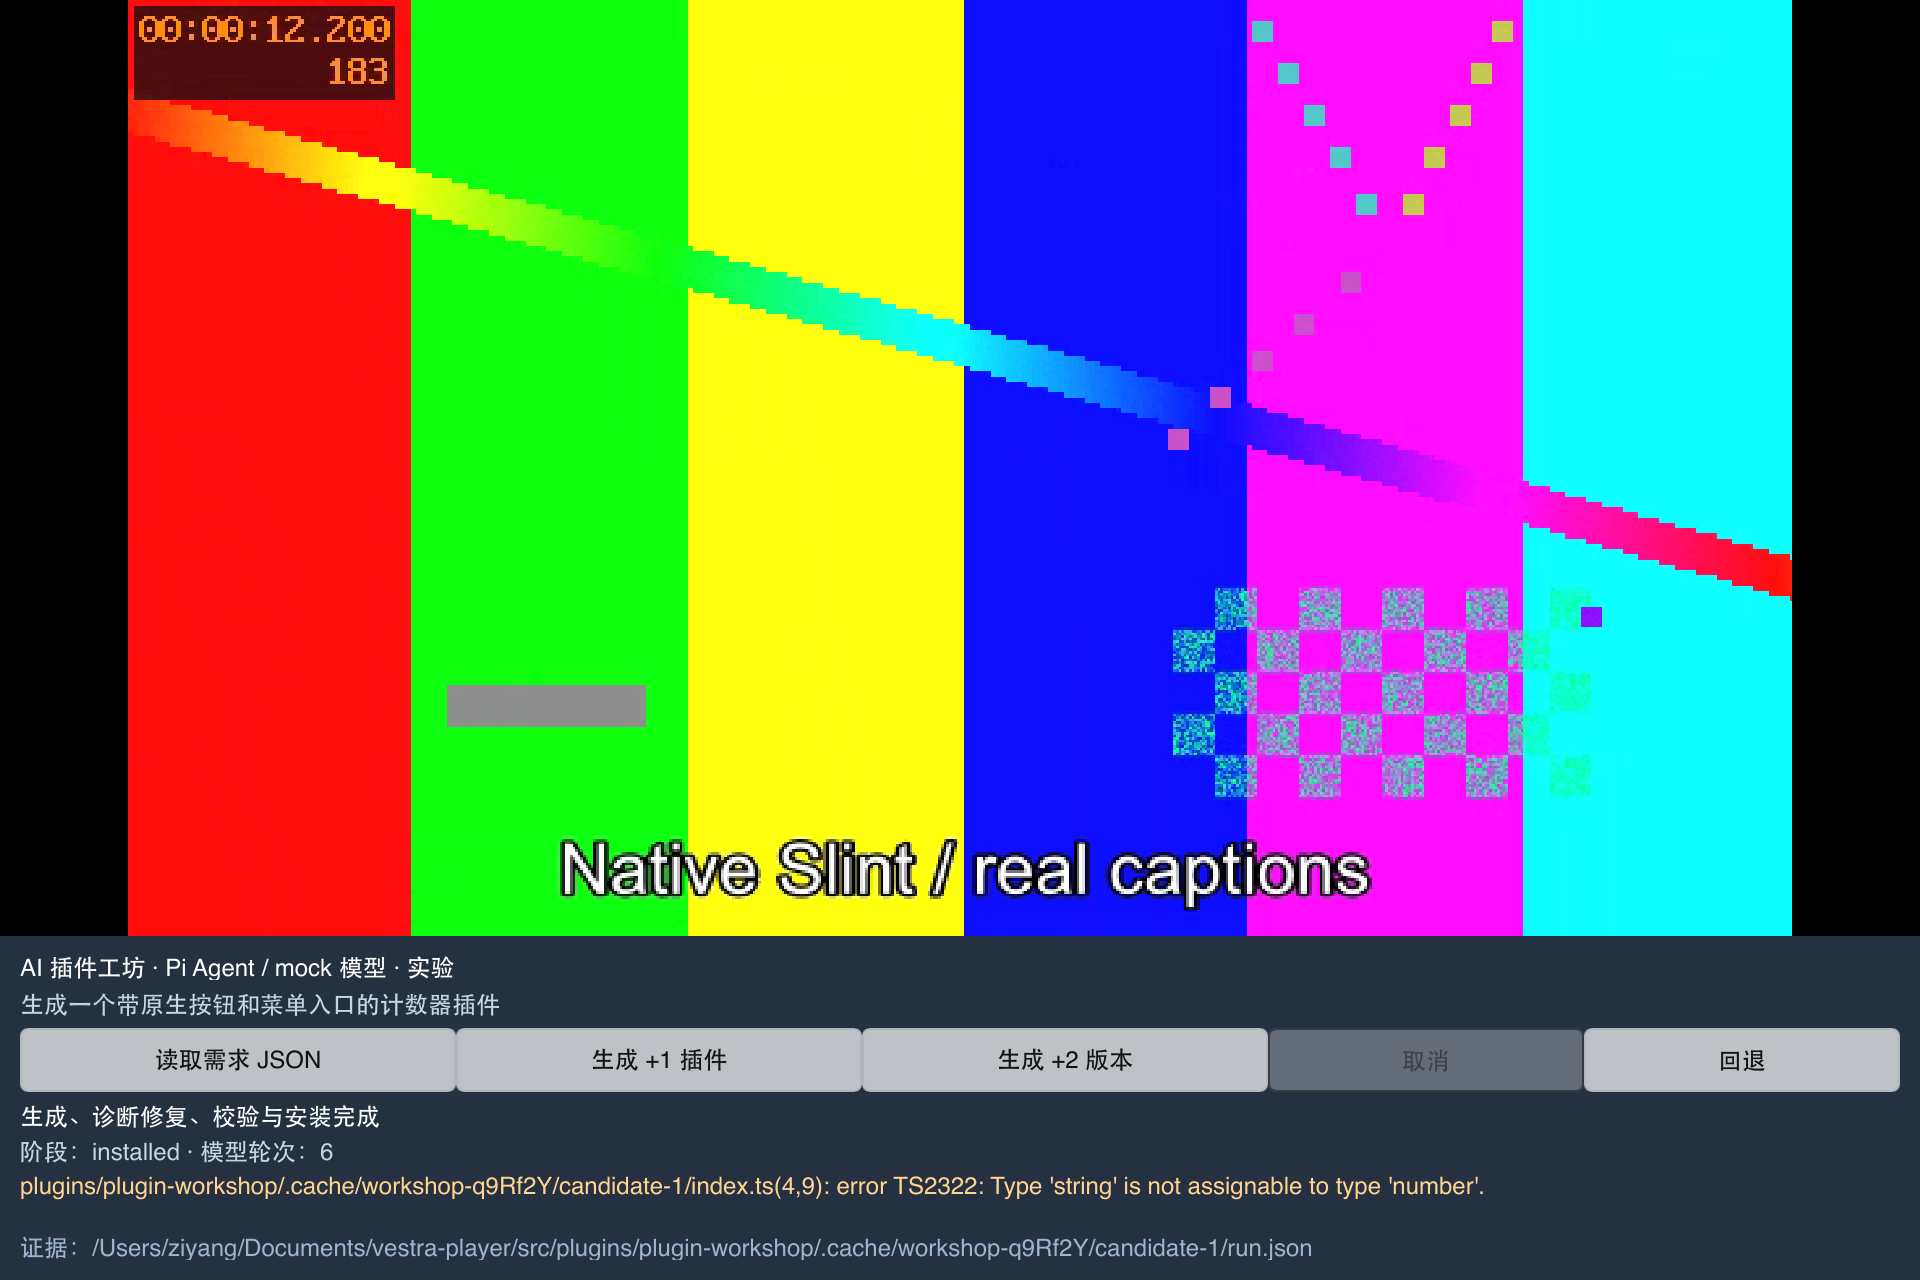 00:00:12.200
183
Native Slint / real captions
AI 插件工坊 · Pi Agent / mock 模型 · 实验
生成一个带原生按钮和菜单入口的计数器插件
读取需求 JSON
生成 +1 插件
生成 +2 版本
取消
回退
生成、诊断修复、校验与安装完成
阶段：installed · 模型轮次：6
plugins/plugin-workshop/.cache/workshop-q9Rf2Y/candidate-1/index.ts(4,9): error TS2322: Type 'string' is not assignable to type 'number'.
证据：/Users/ziyang/Documents/vestra-player/src/plugins/plugin-workshop/.cache/workshop-q9Rf2Y/candidate-1/run.json